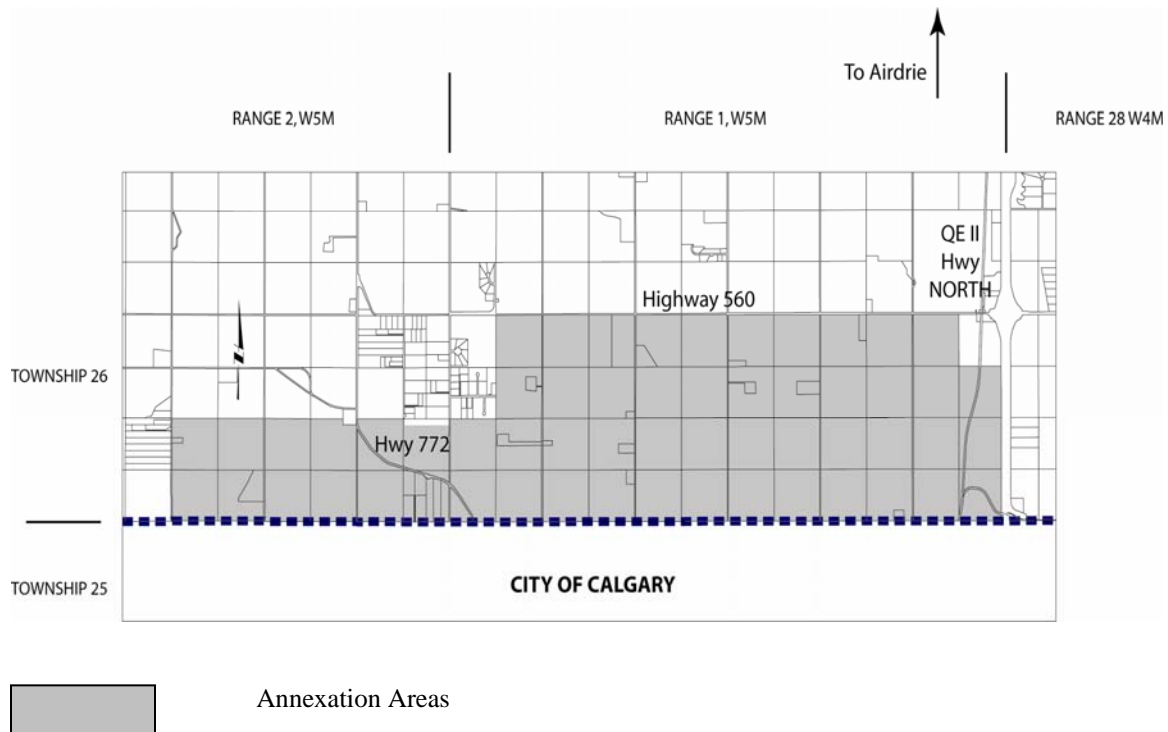 To Airdrie
RANGE 2, W5M
RANGE 1, W5M
RANGE 28 W4M
QE II
Hwy
NORTH
Highway 560
TOWNSHIP 26
Hwy 772
CITY OF CALGARY
TOWNSHIP 25
Annexation Areas